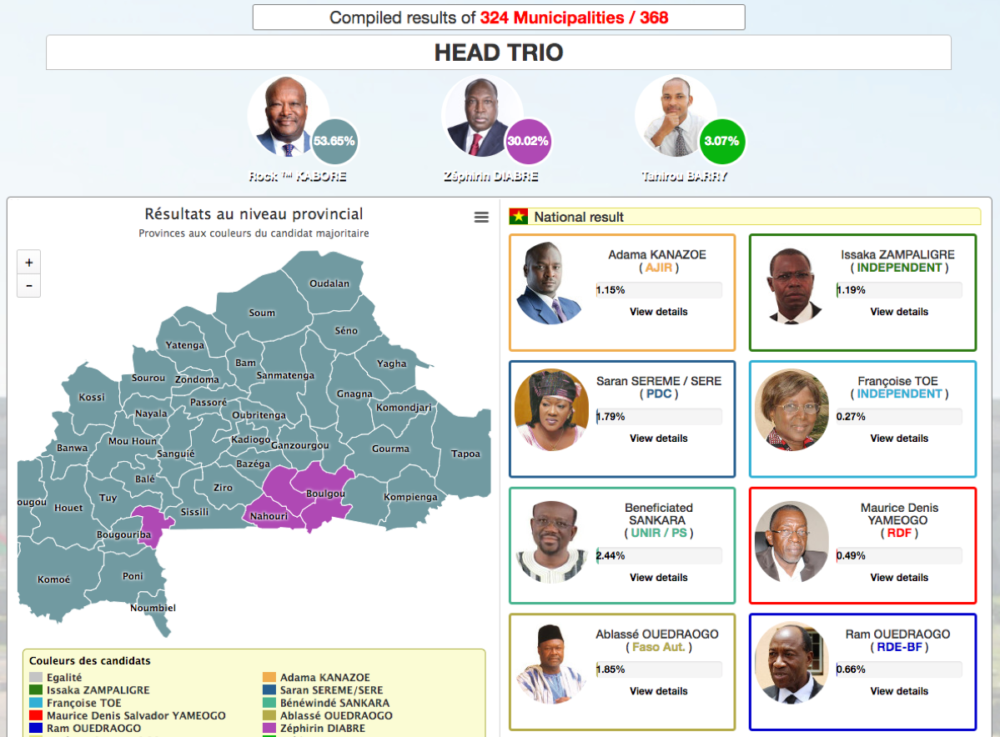 Compiled results of 324 Municipalities / 368
HEAD TRIO
53.65%
30.02%
3.07%
Rock ™ KABORE
Zéphirin DIABRE
Tahirou BARRY
Résultats au niveau provincial
Provinces aux couleurs du candidat majoritaire
+
-
Oudalan
Soum
Séno
Yatenga
Yagha
Bam
Sanmatenga
Sourou
Zondoma
Gnagna
Kossi
Passoré
Komondjari
Nayala
Oubritenga
Mou Houn
Kadiogo
Ganzourgou
Banwa
Sanguié
Gourma
Tapoa
Bazéga
Balé
Ziro
Boulgou
Kompienga
Tuy
ougou
Houet
Sissili
Nahouri
Bougouriba
Komoé
Poni
Noumbiel
Couleurs des candidats
Egalité
Issaka ZAMPALIGRE
Françoise TOE
Maurice Denis Salvador YAMEOGO
Ram OUEDRAOGO
Adama KANAZOE
Saran SEREME/SERE
Bénéwindé SANKARA
Ablassé OUEDRAOGO
Zéphirin DIABRE
National result
Adama KANAZOE
( AJIR )
1.15%
View details
Issaka ZAMPALIGRE
( INDEPENDENT )
1.19%
View details
Saran SEREME / SERE
( PDC )
1.79%
View details
Françoise TOE
( INDEPENDENT )
0.27%
View details
Beneficiated
SANKARA
( UNIR / PS )
2.44%
View details
Maurice Denis
YAMEOGO
( RDF )
0.49%
View details
Ablassé OUEDRAOGO
( Faso Aut. )
1.85%
View details
Ram OUEDRAOGO
( RDE-BF )
0.66%
View details